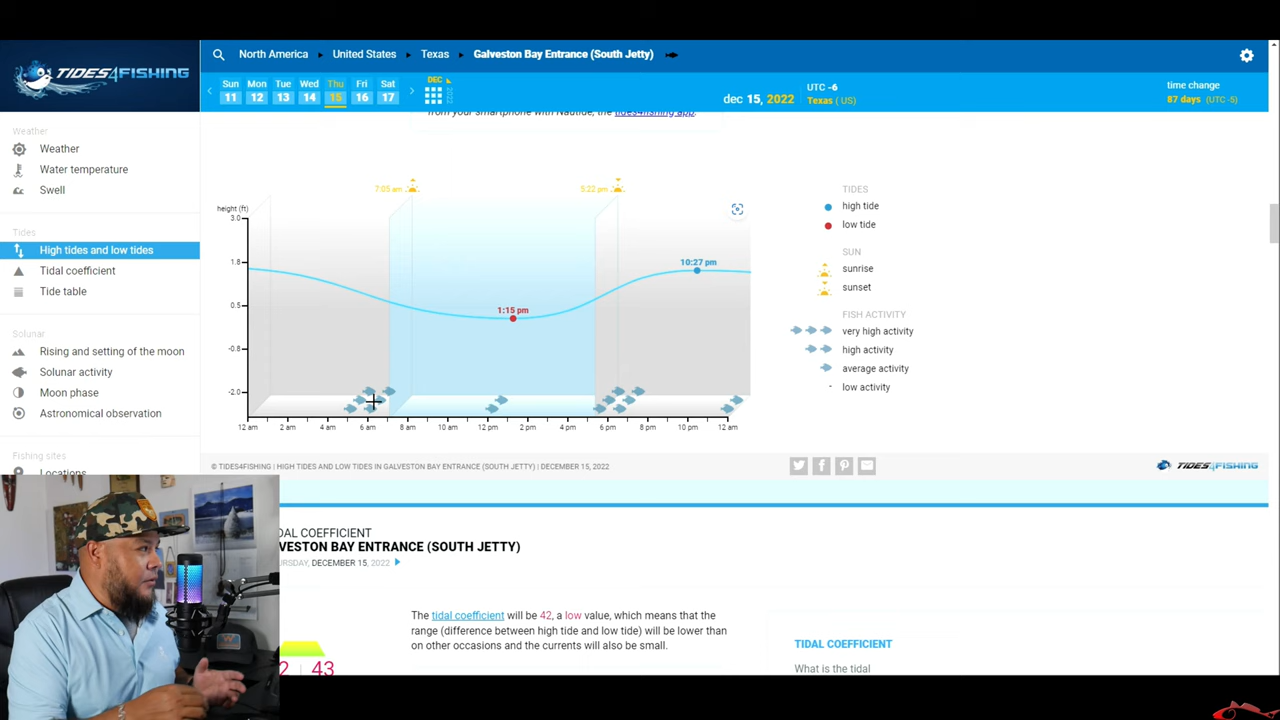 TIDES4FISHING
North America ▸ United States ▸ Texas ▸ Galveston Bay Entrance (South Jetty)
Sun Mon Tue Wed Thu Fri Sat DEC
11 12 13 14 15 16 17 2022
dec 15, 2022
UTC -6
Texas ( US)
time change
87 days (UTC -5)
from your smartphone with Nautide, the tides4fishing app.
Weather
Weather
Water temperature
Swell
Tides
High tides and low tides
Tidal coefficient
Tide table
Solunar
Rising and setting of the moon
Solunar activity
Moon phase
Astronomical observation
Fishing sites
Locations
7:05 am 5:22 pm
height (ft)
3.0
1.8
0.5
-0.8
-2.0
10:27 pm
1:15 pm
12 am 2 am 4 am 6 am 8 am 10 am 12 pm 2 pm 4 pm 6 pm 8 pm 10 pm 12 am
TIDES
high tide
low tide
SUN
sunrise
sunset
FISH ACTIVITY
very high activity
high activity
average activity
- low activity
© TIDES4FISHING | HIGH TIDES AND LOW TIDES IN GALVESTON BAY ENTRANCE (SOUTH JETTY) | DECEMBER 15, 2022
TIDES4FISHING
DAL COEFFICIENT
VESTON BAY ENTRANCE (SOUTH JETTY)
URSDAY, DECEMBER 15, 2022
The tidal coefficient will be 42, a low value, which means that the
range (difference between high tide and low tide) will be lower than
on other occasions and the currents will also be small.
2 | 43
TIDAL COEFFICIENT
What is the tidal